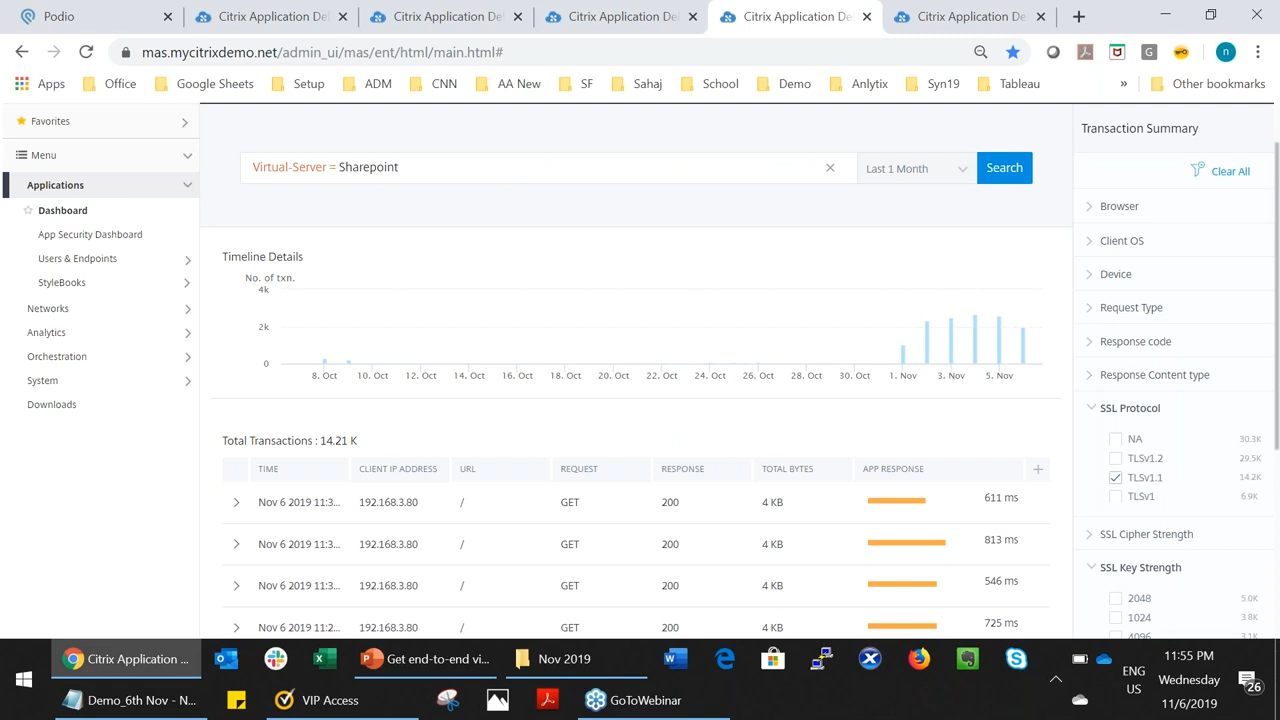 Podio
Citrix Application De
Citrix Application De
Citrix Application De
Citrix Application De
Citrix Application De
mas.mycitrixdemo.net/admin_ui/mas/ent/html/main.html#
G
n
Apps
Office
Google Sheets
Setup
ADM
CNN
AA New
SF
Sahaj
School
Demo
Anlytix
Syn19
Tableau
»
Other bookmarks
Favorites
Menu
Applications
Dashboard
App Security Dashboard
Users & Endpoints
StyleBooks
Networks
Analytics
Orchestration
System
Downloads
Virtual-Server = Sharepoint
Last 1 Month
Search
Timeline Details
No. of txn.
4k
2k
0
8. Oct 10. Oct 12. Oct 14. Oct 16. Oct 18. Oct 20. Oct 22. Oct 24. Oct 26. Oct 28. Oct 30. Oct 1. Nov 3. Nov 5. Nov
Total Transactions : 14.21 K
TIME CLIENT IP ADDRESS URL REQUEST RESPONSE TOTAL BYTES APP RESPONSE
Nov 6 2019 11:3... 192.168.3.80 / GET 200 4 KB 611 ms
Nov 6 2019 11:3... 192.168.3.80 / GET 200 4 KB 813 ms
Nov 6 2019 11:3... 192.168.3.80 / GET 200 4 KB 546 ms
Nov 6 2019 11:2... 192.168.3.80 / GET 200 4 KB 725 ms
Transaction Summary
Clear All
Browser
Client OS
Device
Request Type
Response code
Response Content type
SSL Protocol
NA 30.3K
TLSv1.2 29.5K
TLSv1.1 14.2K
TLSv1 6.9K
SSL Cipher Strength
SSL Key Strength
2048 5.0K
1024 3.8K
4096 3.1K
Citrix Application ...
Get end-to-end vi...
Nov 2019
Demo_6th Nov - N...
VIP Access
GoToWebinar
ENG
US
11:55 PM
Wednesday
11/6/2019
26